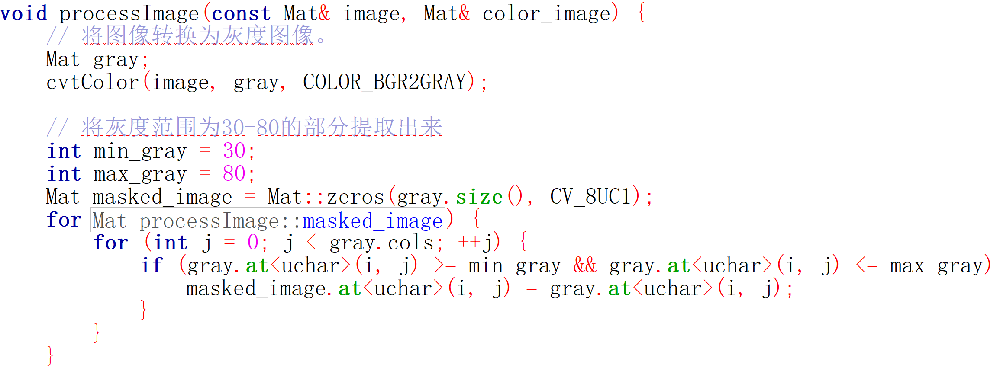 void processImage(const Mat& image, Mat& color_image) {
// 将图像转换为灰度图像。
Mat gray;
cvtColor(image, gray, COLOR_BGR2GRAY);
// 将灰度范围为30-80的部分提取出来
int min_gray = 30;
int max_gray = 80;
Mat masked_image = Mat::zeros(gray.size(), CV_8UC1);
for Mat processImage::masked_image) {
for (int j = 0; j < gray.cols; ++j) {
if (gray.at<uchar>(i, j) >= min_gray && gray.at<uchar>(i, j) <= max_gray)
masked_image.at<uchar>(i, j) = gray.at<uchar>(i, j);
}
}
}